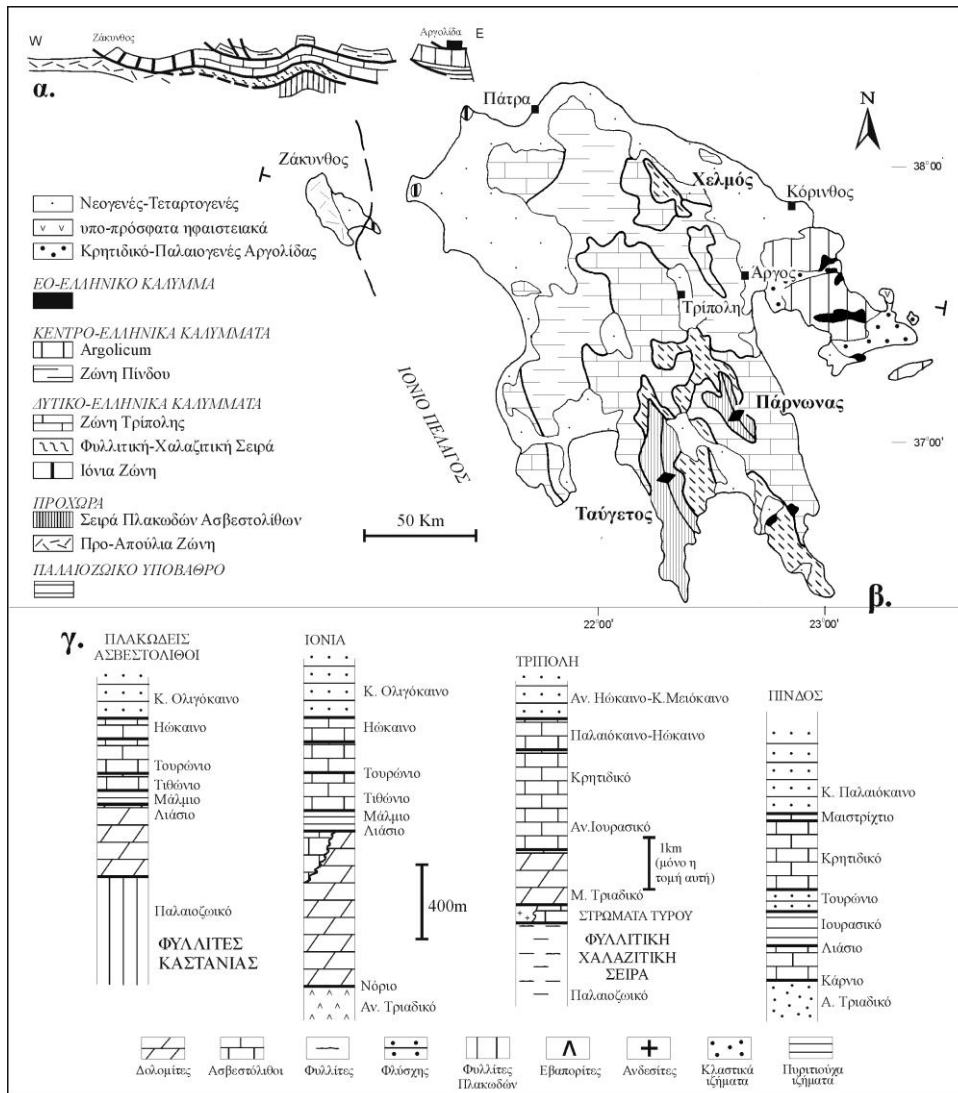 W
Ζάκυνθος
Αργολίδα
E
α.
Πάτρα
N
Ζάκυνθος
Χελμός
38°00'
Κόρινθος
Άργος
Τρίπολη
Πάρνωνας
37°00'
Ταΰγετος
ΙΟΝΙΟ ΠΕΛΑΓΟΣ
50 Km
β.
22°00'
23°00'
Νεογενές-Τεταρτογενές
υπο-πρόσφατα ηφαιστειακά
Κρητιδικό-Παλαιογενές Αργολίδας
ΕΟ-ΕΛΛΗΝΙΚΟ ΚΑΛΥΜΜΑ
ΚΕΝΤΡΟ-ΕΛΛΗΝΙΚΑ ΚΑΛΥΜΜΑΤΑ
Argolicum
Ζώνη Πίνδου
ΔΥΤΙΚΟ-ΕΛΛΗΝΙΚΑ ΚΑΛΥΜΜΑΤΑ
Ζώνη Τρίπολης
Φυλλιτική-Χαλαζιτική Σειρά
Ιόνια Ζώνη
ΠΡΟΧΩΡΑ
Σειρά Πλακωδών Ασβεστολίθων
Προ-Απούλια Ζώνη
ΠΑΛΑΙΟΖΩΙΚΟ ΥΠΟΒΑΘΡΟ
γ.
ΠΛΑΚΩΔΕΙΣ
ΑΣΒΕΣΤΟΛΙΘΟΙ
Κ. Ολιγόκαινο
Ηώκαινο
Τουρώνιο
Τιθώνιο
Μάλμιο
Λιάσιο
Παλαιοζωικό
ΦΥΛΛΙΤΕΣ
ΚΑΣΤΑΝΙΑΣ
ΙΟΝΙΑ
Κ. Ολιγόκαινο
Ηώκαινο
Τουρώνιο
Τιθώνιο
Μάλμιο
Λιάσιο
400m
Νόριο
Αν. Τριαδικό
ΤΡΙΠΟΛΗ
Αν. Ηώκαινο-Κ.Μειόκαινο
Παλαιόκαινο-Ηώκαινο
Κρητιδικό
Αν.Ιουρασικό
1km
(μόνο η
τομή αυτή)
Μ. Τριαδικό
ΣΤΡΩΜΑΤΑ ΤΥΡΟΥ
ΦΥΛΛΙΤΙΚΗ
ΧΑΛΑΖΙΤΙΚΗ
ΣΕΙΡΑ
Παλαιοζωικό
ΠΙΝΔΟΣ
Κ. Παλαιόκαινο
Μαιστρίχτιο
Κρητιδικό
Τουρώνιο
Ιουρασικό
Λιάσιο
Κάρνιο
Α. Τριαδικό
Δολομίτες
Ασβεστόλιθοι
Φυλλίτες
Φλύσχης
Φυλλίτες
Πλακωδών
Εβαπορίτες
Ανδεσίτες
Κλαστικά
ιζήματα
Πυριτιούχα
ιζήματα